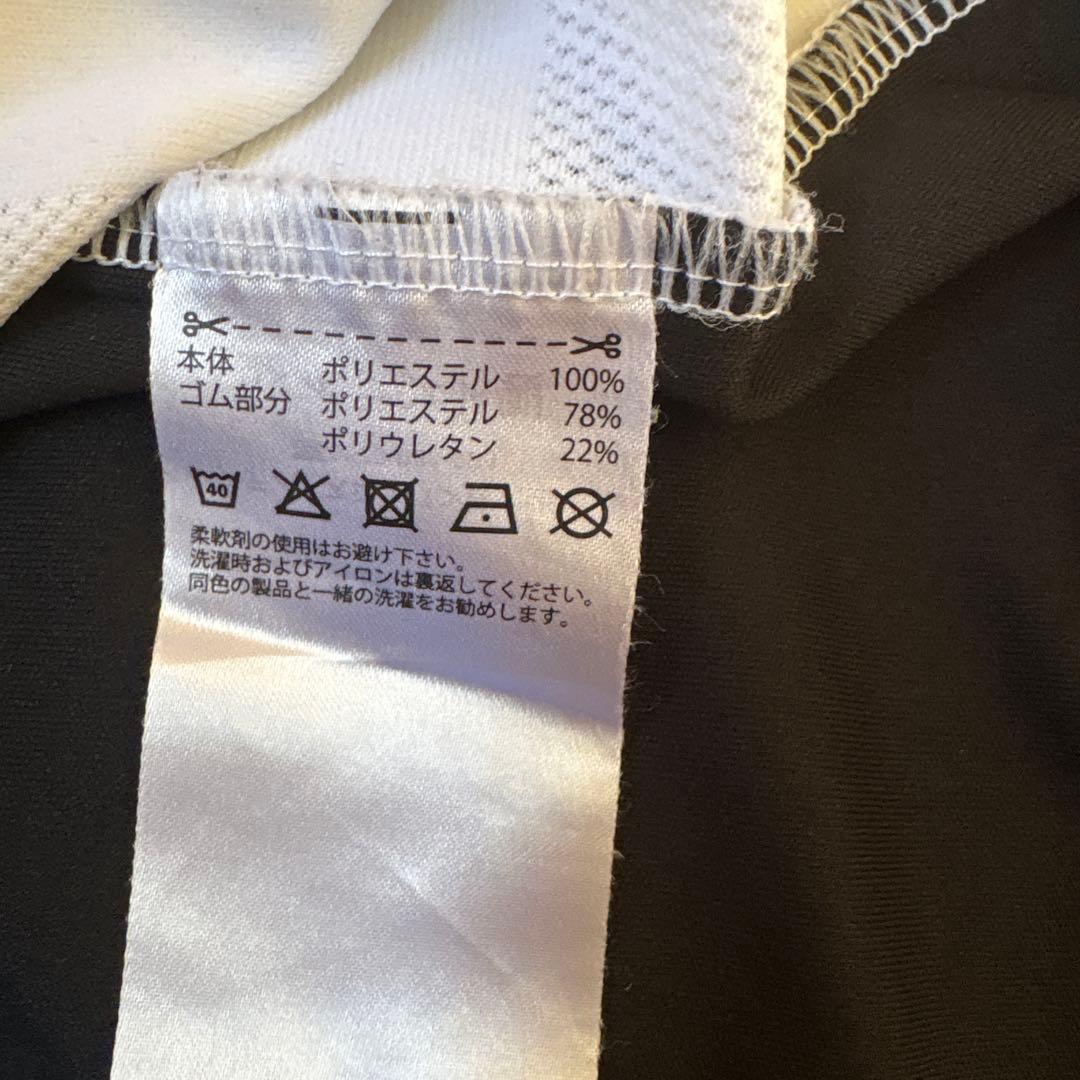 本体 ポリエステル 100%
ゴム部分 ポリエステル 78%
ポリウレタン 22%
40
柔軟剤の使用はお避け下さい。
洗濯時およびアイロンは裏返してください。
同色の製品と一緒の洗濯をお勧めします。